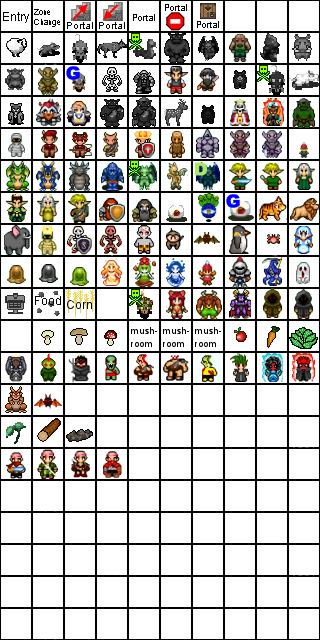 Entry
Zone
Change
Portal
Portal
Portal
Portal
Portal
G
D
G
Food
Corn
mush-
room
mush-
room
mush-
room